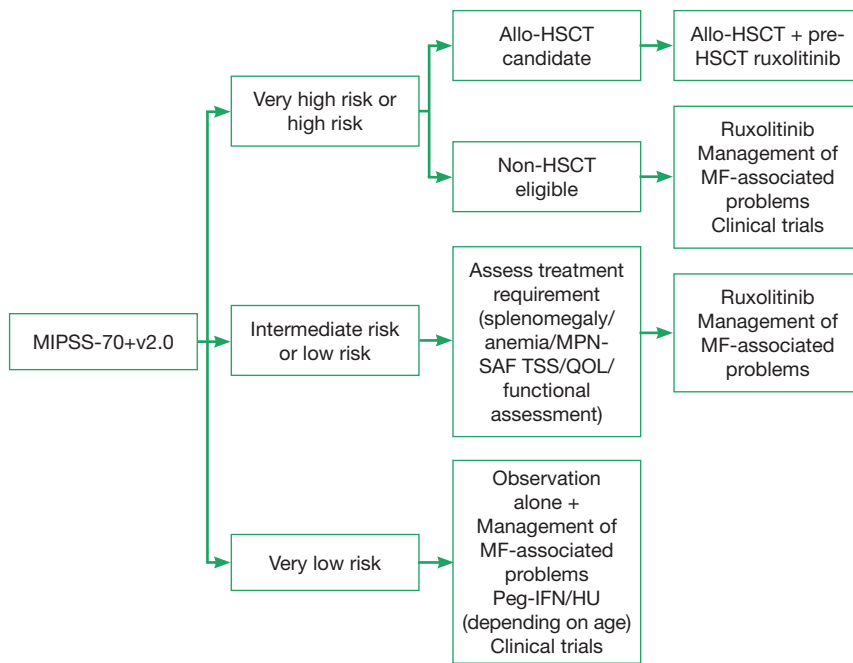 MIPSS-70+v2.0
Very high risk or
high risk
Allo-HSCT
candidate
Allo-HSCT + pre-
HSCT ruxolitinib
Non-HSCT
eligible
Ruxolitinib
Management of
MF-associated
problems
Clinical trials
Intermediate risk
or low risk
Assess treatment
requirement
(splenomegaly/
anemia/MPN-
SAF TSS/QOL/
functional
assessment)
Ruxolitinib
Management of
MF-associated
problems
Very low risk
Observation
alone +
Management of
MF-associated
problems
Peg-IFN/HU
(depending on age)
Clinical trials